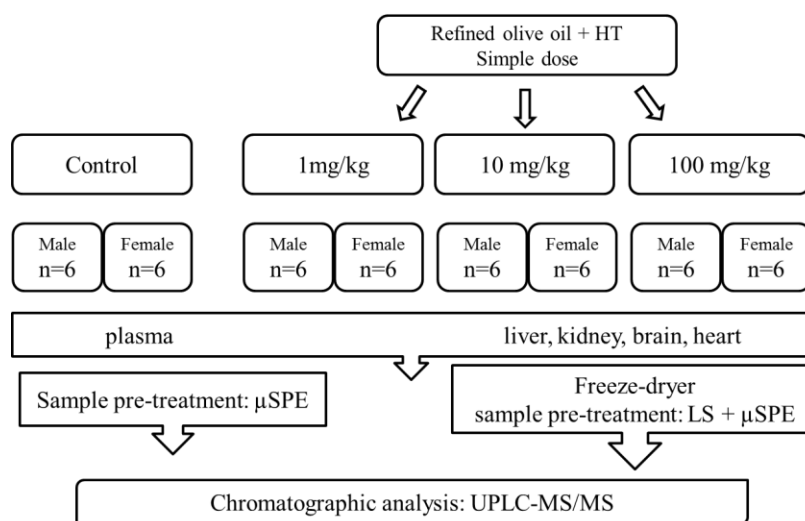 Refined olive oil + HT
Simple dose
Control
1mg/kg
10 mg/kg
100 mg/kg
Male
n=6
Female
n=6
Male
n=6
Female
n=6
Male
n=6
Female
n=6
Male
n=6
Female
n=6
plasma
liver, kidney, brain, heart
Sample pre-treatment: µSPE
Freeze-dryer
sample pre-treatment: LS + µSPE
Chromatographic analysis: UPLC-MS/MS